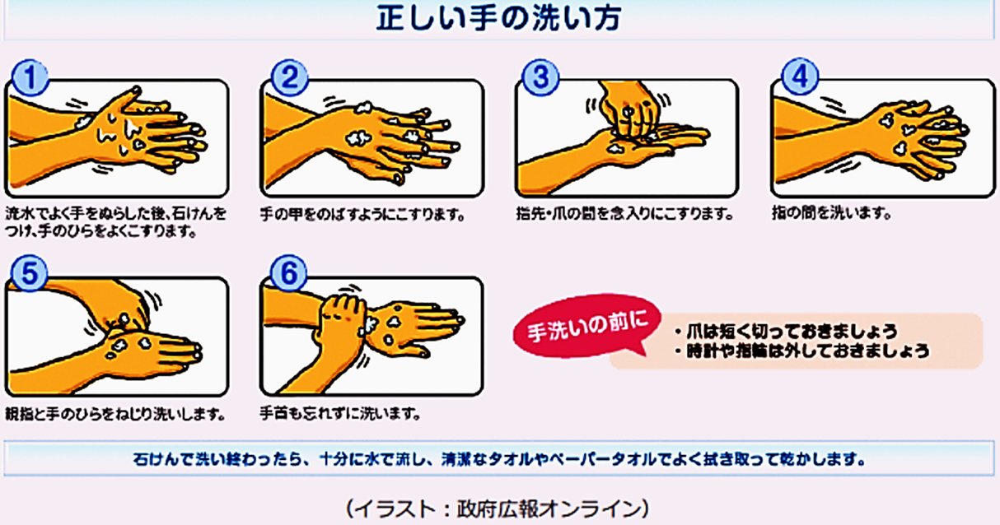 正しい手の洗い方
1
流水でよく手をぬらした後、石けんを
つけ、手のひらをよくこすります。
2
手の甲をのばすようにこすります。
3
指先・爪の間を念入りにこすります。
4
指の間を洗います。
5
親指と手のひらをねじり洗いします。
6
手首も忘れずに洗います。
手洗いの前に
・爪は短く切っておきましょう
・時計や指輪は外しておきましょう
石けんで洗い終わったら、十分に水で流し、清潔なタオルやペーパータオルでよく拭き取って乾かします。
（イラスト：政府広報オンライン）